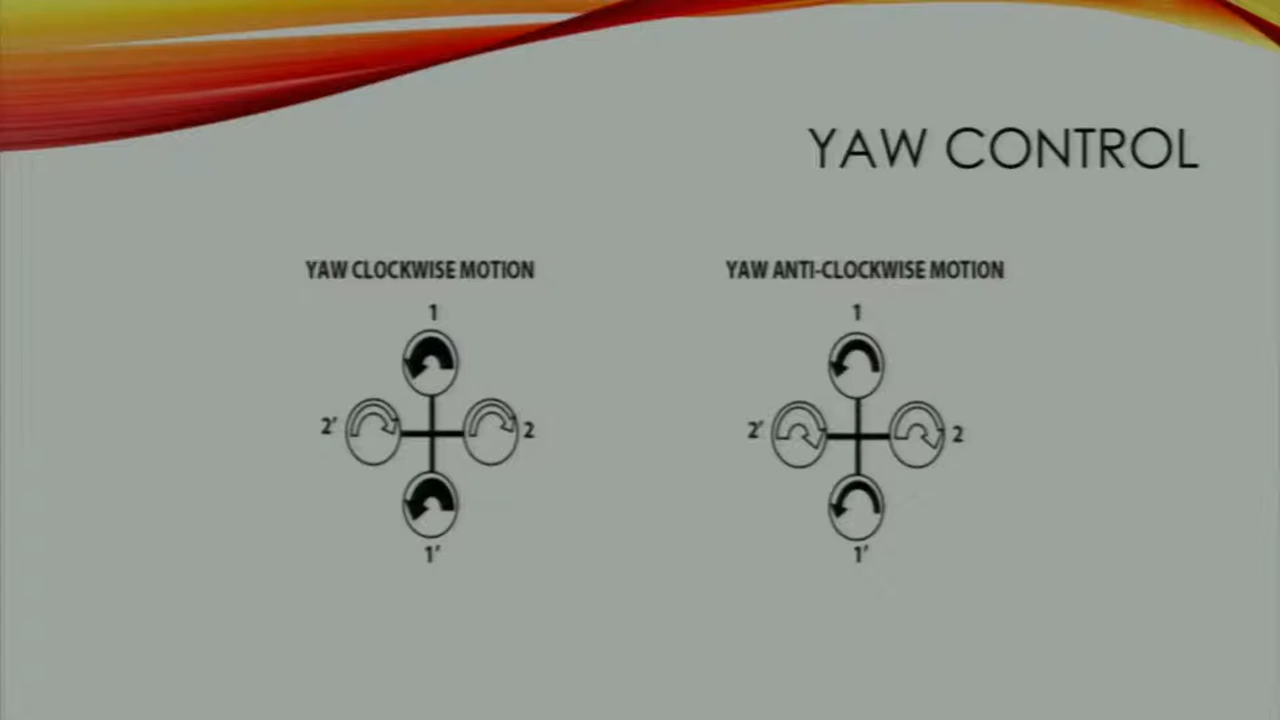 YAW CONTROL
YAW CLOCKWISE MOTION
1
2'
2
1'
YAW ANTI-CLOCKWISE MOTION
1
2'
2
1'